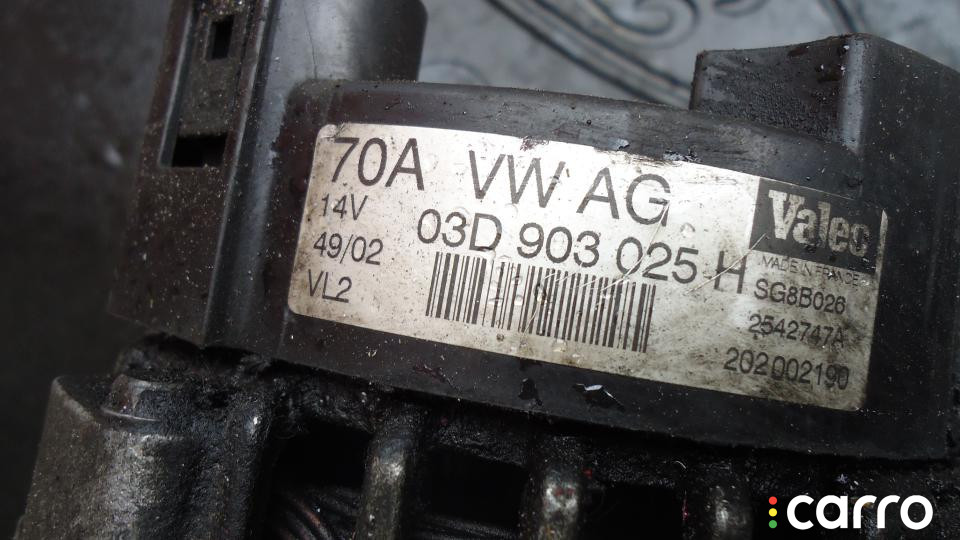 70A VW AG
14V 03D 903 025 H
49/02
VL2
Valeo
MADE IN FRANCE
SG8B026
2542747A
202002190
carro